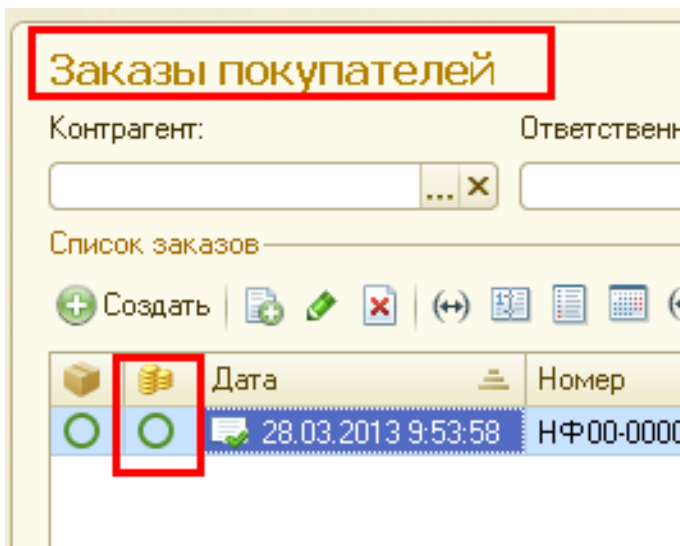 Заказы покупателей
Контрагент: Ответственн
Список заказов
Создать
Дата Номер
28.03.2013 9:53:58 НФ00-0000